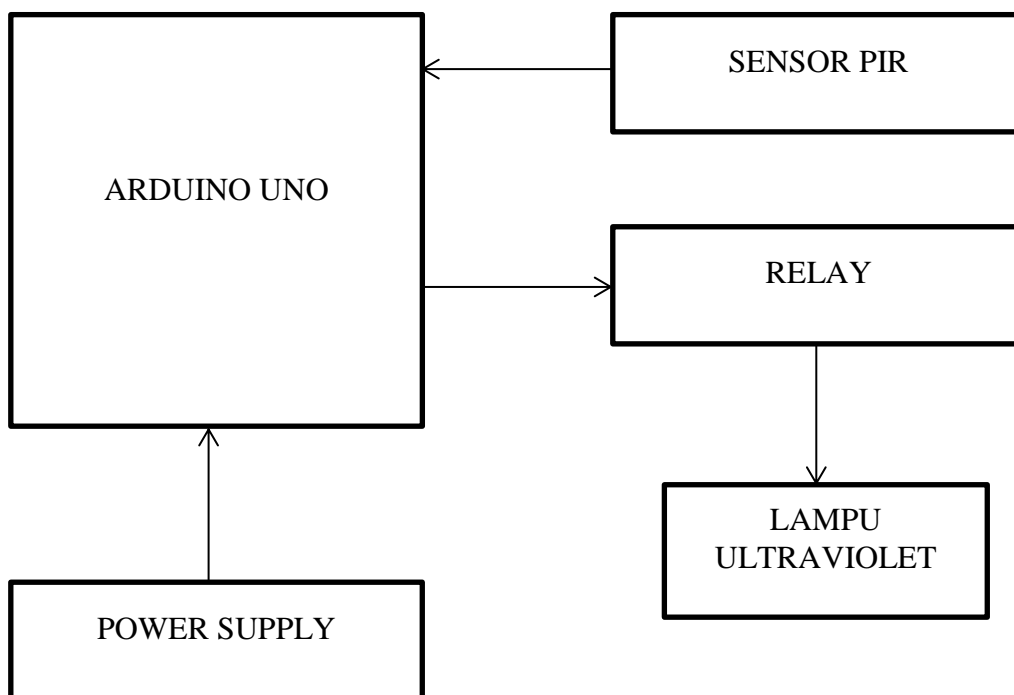 SENSOR PIR
ARDUINO UNO
RELAY
LAMPU
ULTRAVIOLET
POWER SUPPLY